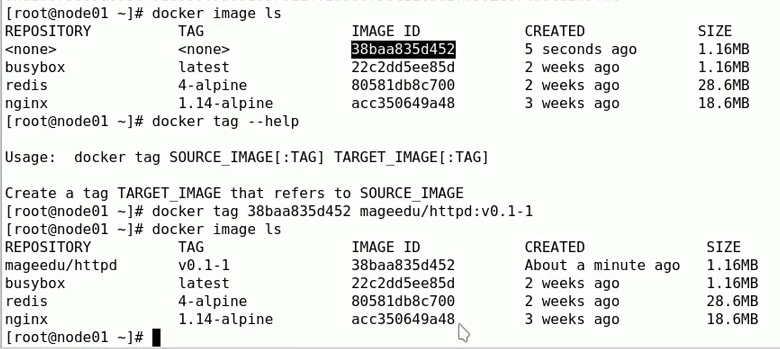 [root@node01 ~]# docker image ls
REPOSITORY TAG IMAGE ID CREATED SIZE
<none> <none> 38baa835d452 5 seconds ago 1.16MB
busybox latest 22c2dd5ee85d 2 weeks ago 1.16MB
redis 4-alpine 80581db8c700 2 weeks ago 28.6MB
nginx 1.14-alpine acc350649a48 3 weeks ago 18.6MB
[root@node01 ~]# docker tag --help
Usage:  docker tag SOURCE_IMAGE[:TAG] TARGET_IMAGE[:TAG]
Create a tag TARGET_IMAGE that refers to SOURCE_IMAGE
[root@node01 ~]# docker tag 38baa835d452 mageedu/httpd:v0.1-1
[root@node01 ~]# docker image ls
REPOSITORY TAG IMAGE ID CREATED SIZE
mageedu/httpd v0.1-1 38baa835d452 About a minute ago 1.16MB
busybox latest 22c2dd5ee85d 2 weeks ago 1.16MB
redis 4-alpine 80581db8c700 2 weeks ago 28.6MB
nginx 1.14-alpine acc350649a48 3 weeks ago 18.6MB
[root@node01 ~]#